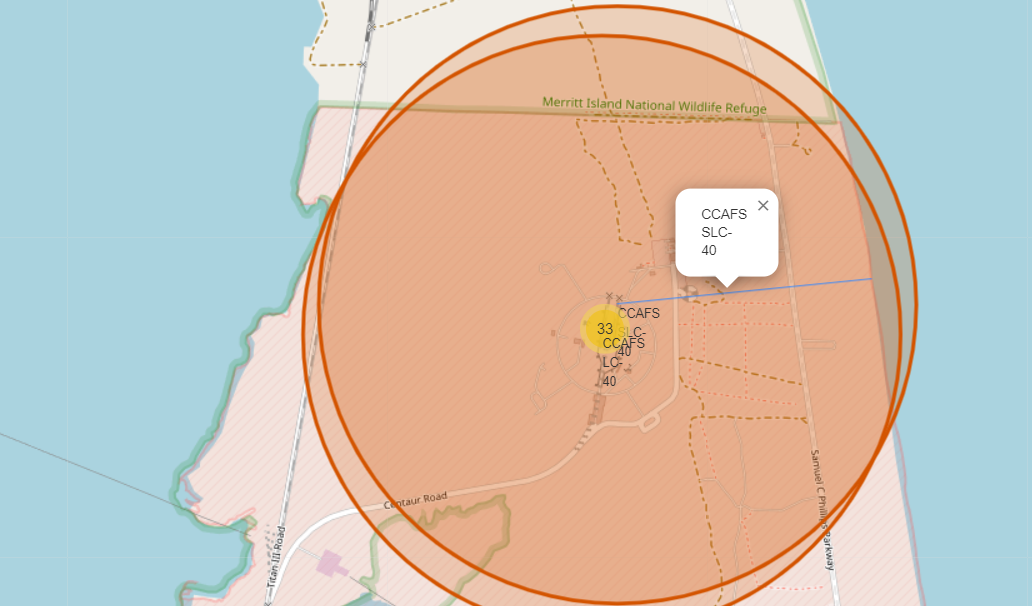 Merritt Island National Wildlife Refuge
CCAFS
SLC-
40
×
33
CCAFS
SLC-
40
CCAFS
LC-
40
Centaur Road
Titan III Road
Samuel C Phillips Parkway